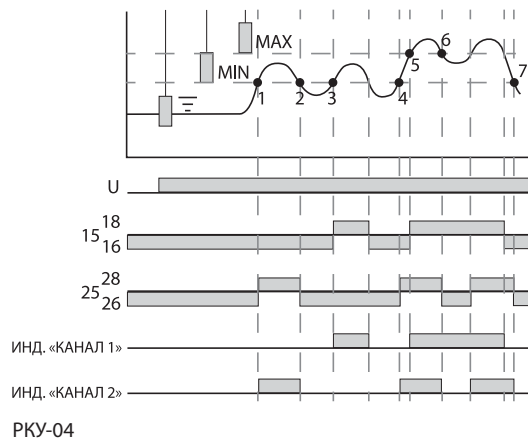 MAX
MIN
6
5
7
1
2
3
4
U
15 18
16
25 28
26
ИНД. «КАНАЛ 1»
ИНД. «КАНАЛ 2»
РКУ-04